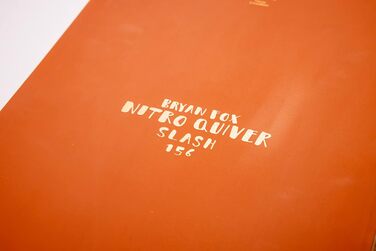 BRYAN FOX
NITRO QUIVER
SLASH
156